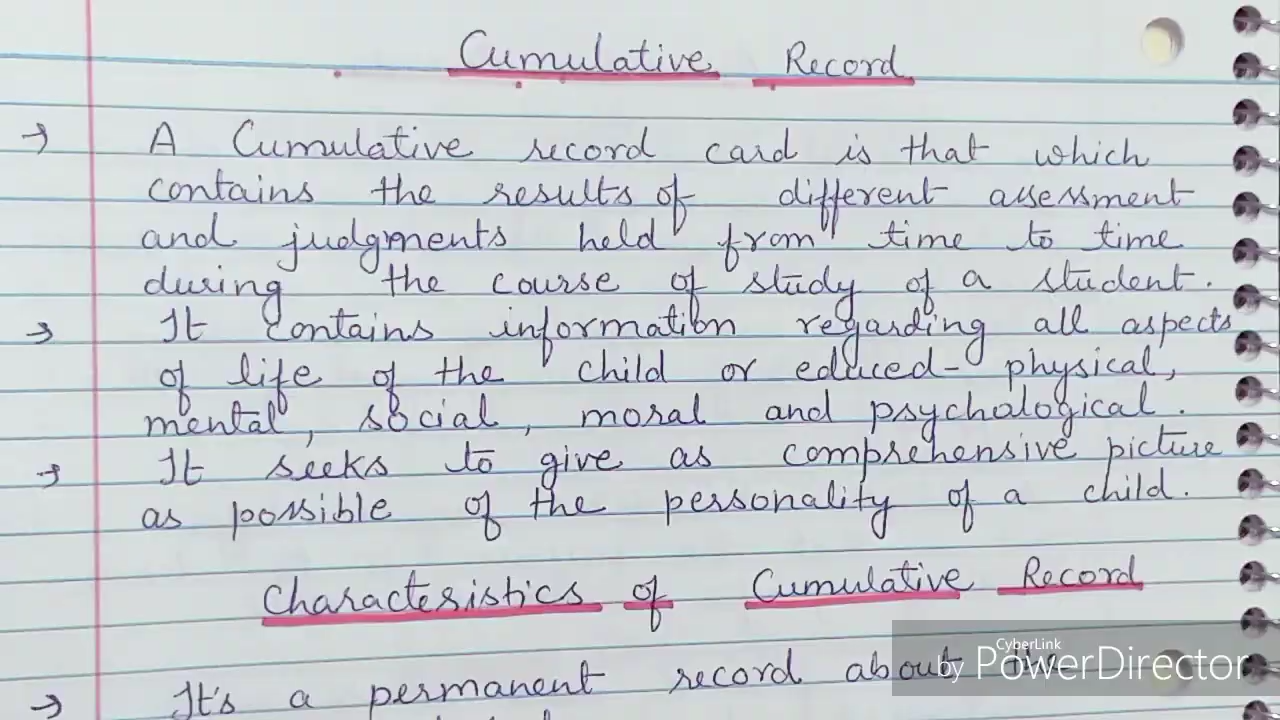 Cumulative Record
→ A Cumulative record card is that which
contains the results of different assessment
and judgments held from time to time
during the course of study of a student.
→ It contains information regarding all aspects
of life of the child or educed- physical,
mental, social, moral and psychological.
→ It seeks to give as comprehensive picture
as possible of the personality of a child.
Characteristics of Cumulative Record
→ It's a permanent record about the
CyberLink
by PowerDirector